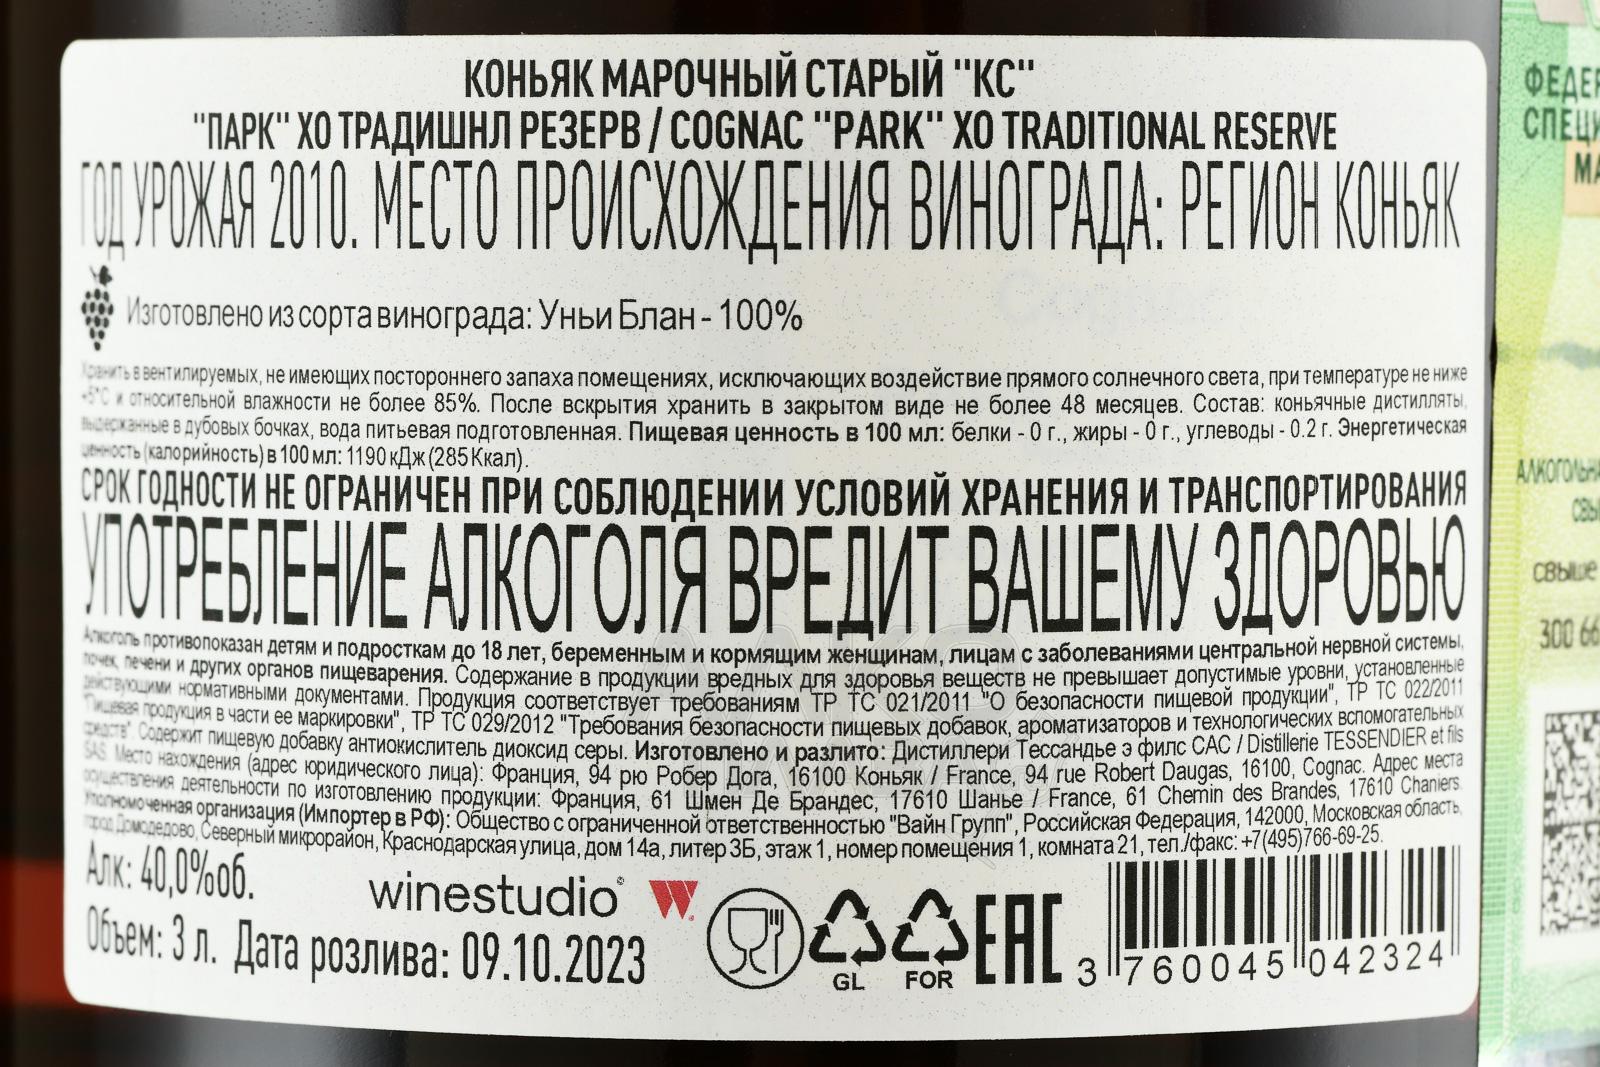 КОНЬЯК МАРОЧНЫЙ СТАРЫЙ "КС"
"ПАРК" ХО ТРАДИШНЛ РЕЗЕРВ / COGNAC "PARK" XO TRADITIONAL RESERVE
ГОД УРОЖАЯ 2010. МЕСТО ПРОИСХОЖДЕНИЯ ВИНОГРАДА: РЕГИОН КОНЬЯК
Изготовлено из сорта винограда: Уньи Блан - 100%
Хранить в вентилируемых, не имеющих постороннего запаха помещениях, исключающих воздействие прямого солнечного света, при температуре не ниже
+5°С и относительной влажности не более 85%. После вскрытия хранить в закрытом виде не более 48 месяцев. Состав: коньячные дистилляты,
выдержанные в дубовых бочках, вода питьевая подготовленная. Пищевая ценность в 100 мл: белки - 0 г., жиры - 0 г., углеводы - 0.2 г. Энергетическая
ценность (калорийность) в 100 мл: 1190 кДж (285 Ккал).
СРОК ГОДНОСТИ НЕ ОГРАНИЧЕН ПРИ СОБЛЮДЕНИИ УСЛОВИЙ ХРАНЕНИЯ И ТРАНСПОРТИРОВАНИЯ
УПОТРЕБЛЕНИЕ АЛКОГОЛЯ ВРЕДИТ ВАШЕМУ ЗДОРОВЬЮ
Алкоголь противопоказан детям и подросткам до 18 лет, беременным и кормящим женщинам, лицам с заболеваниями центральной нервной системы,
почек, печени и других органов пищеварения. Содержание в продукции вредных для здоровья веществ не превышает допустимые уровни, установленные
действующими нормативными документами. Продукция соответствует требованиям ТР ТС 021/2011 "О безопасности пищевой продукции", ТР ТС 022/2011
"Пищевая продукция в части ее маркировки", ТР ТС 029/2012 "Требования безопасности пищевых добавок, ароматизаторов и технологических вспомогательных
средств". Содержит пищевую добавку антиокислитель диоксид серы. Изготовлено и разлито: Дистиллери Тессандье э филс САС / Distillerie TESSENDIER et fils
SAS. Место нахождения (адрес юридического лица): Франция, 94 рю Робер Дога, 16100 Коньяк / France, 94 rue Robert Daugas, 16100, Cognac. Адрес места
осуществления деятельности по изготовлению продукции: Франция, 61 Шмен Де Брандес, 17610 Шанье / France, 61 Chemin des Brandes, 17610 Chaniers.
Уполномоченная организация (Импортер в РФ): Общество с ограниченной ответственностью "Вайн Групп", Российская Федерация, 142000, Московская область,
город Домодедово, Северный микрорайон, Краснодарская улица, дом 14а, литер 3Б, этаж 1, номер помещения 1, комната 21, тел./факс: +7(495)766-69-25.
Алк: 40,0%об.
winestudio
Объем: 3 л. Дата розлива: 09.10.2023
GL FOR EAC
3 760045 042324
ФЕДЕР
СПЕЦИ
МА
АЛКОГОЛЬНА
СВЫ
свыше
300 66